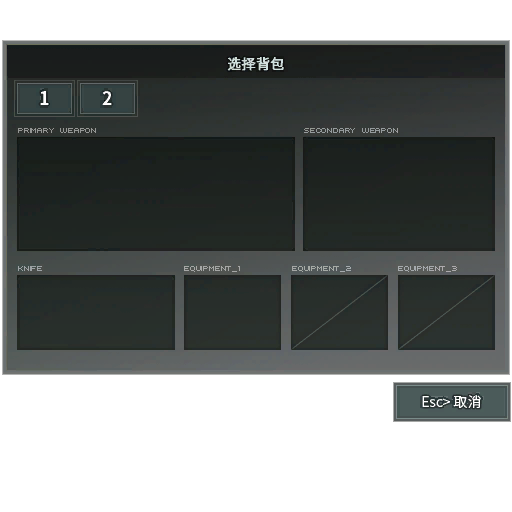 选择背包
1 2
PRIMARY WEAPON SECONDARY WEAPON
KNIFE EQUIPMENT_1 EQUIPMENT_2 EQUIPMENT_3
Esc> 取消